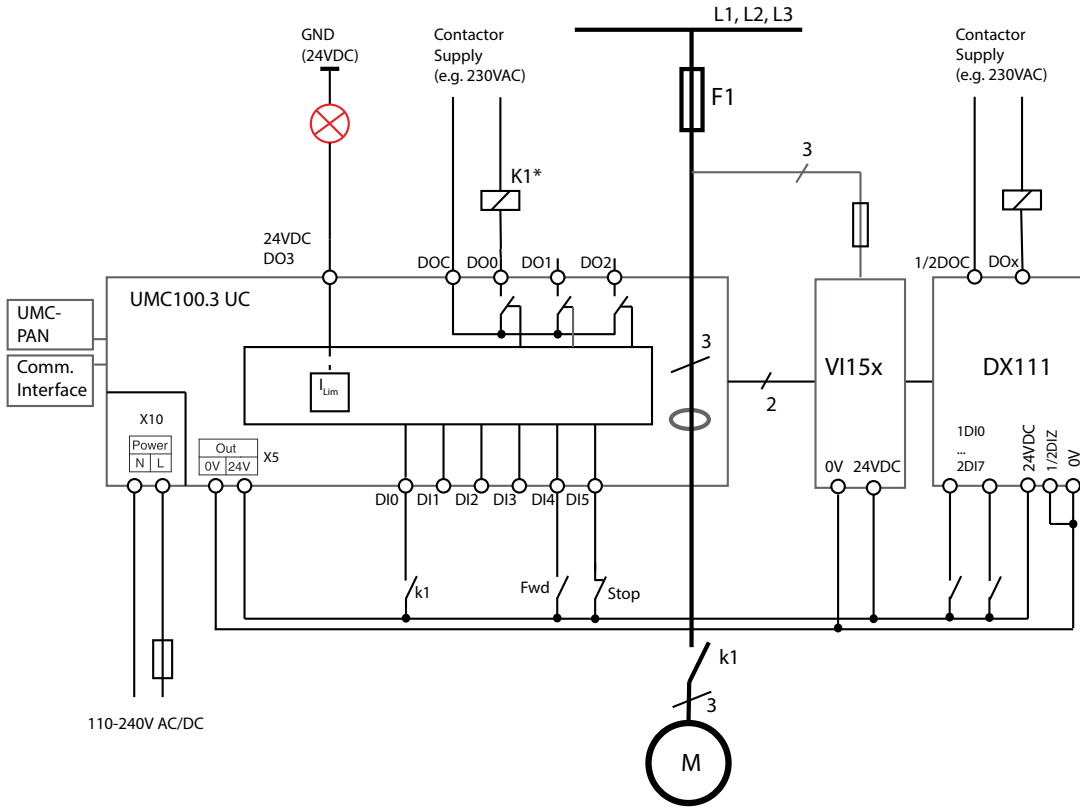 L1, L2, L3
GND
(24VDC)
Contactor
Supply
(e.g. 230VAC)
Contactor
Supply
(e.g. 230VAC)
F1
3
K1*
24VDC
DO3
DOC
DO0
DO1
DO2
1/2DOC
DOx
UMC100.3 UC
UMC-
PAN
Comm.
Interface
3
VI15x
DX111
ILim
2
X10
Power
N L
Out
0V 24V
X5
1DI0
...
2DI7
24VDC
1/2DIZ
0V
0V 24VDC
DI0
DI1
DI2
DI3
DI4
DI5
k1
Fwd
Stop
k1
3
110-240V AC/DC
M